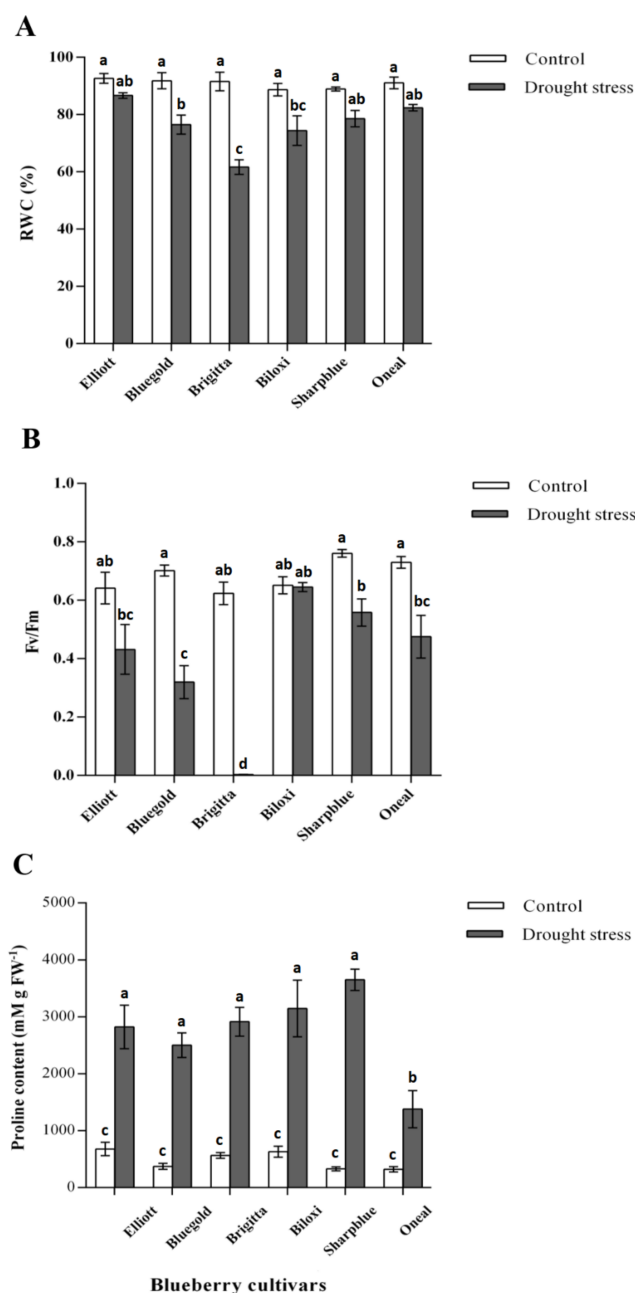 A
Control
Drought stress
RWC (%)
100
80
60
40
20
0
a ab a b a c a bc a ab a ab
Elliott Bluegold Brigitta Biloxi Sharpblue Oneal
B
Control
Drought stress
Fv/Fm
1.0
0.8
0.6
0.4
0.2
0.0
ab bc a c ab d ab ab a b a bc
Elliott Bluegold Brigitta Biloxi Sharpblue Oneal
C
Control
Drought stress
Proline content (mM g FW⁻¹)
5000
4000
3000
2000
1000
0
c a c a c a c a c a c b
Elliott Bluegold Brigitta Biloxi Sharpblue Oneal
Blueberry cultivars